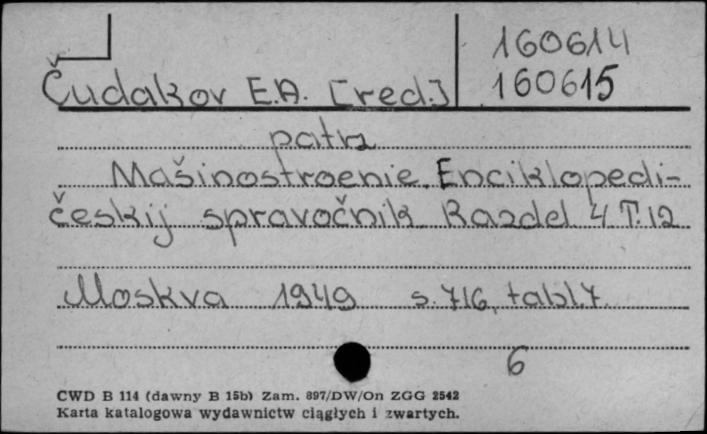 160614
160615
Čudakov E.A. [red.]
patrz
Mašinostroenie. Enciklopedi-
českij spravočnik Razdel 4 T.12
Moskva 1949 s. 716, tabl. 7.
6
CWD B 114 (dawny B 15b) Zam. 897/DW/On ZGG 2542
Karta katalogowa wydawnictw ciągłych i zwartych.